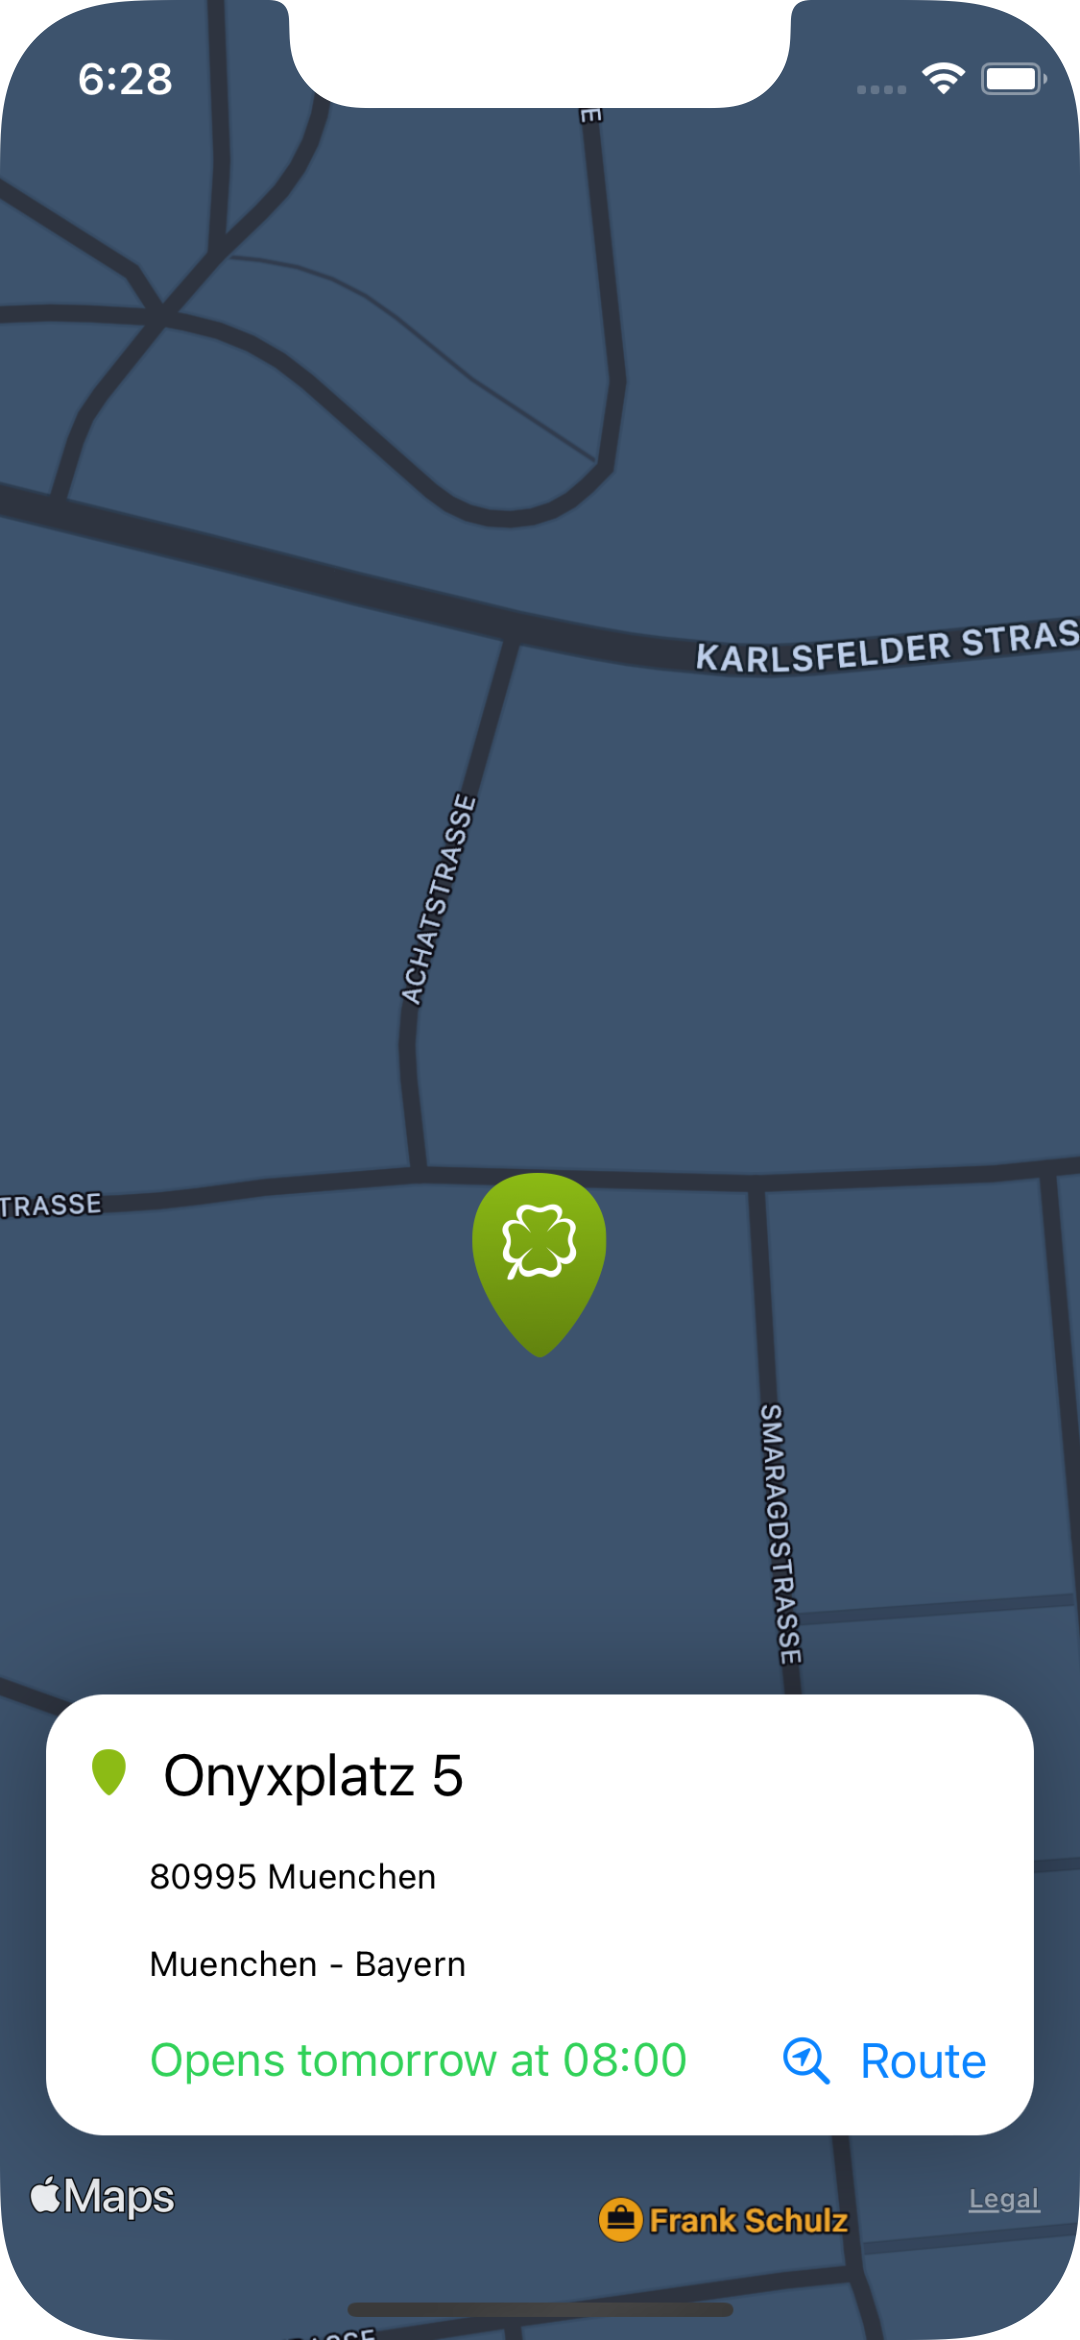 6:28
E
KARLSFELDER STRAS
ACHATSTRASSE
TRASSE
SMARAGDSTRASSE
Onyxplatz 5
80995 Muenchen
Muenchen - Bayern
Opens tomorrow at 08:00
Route
Maps
Legal
Frank Schulz